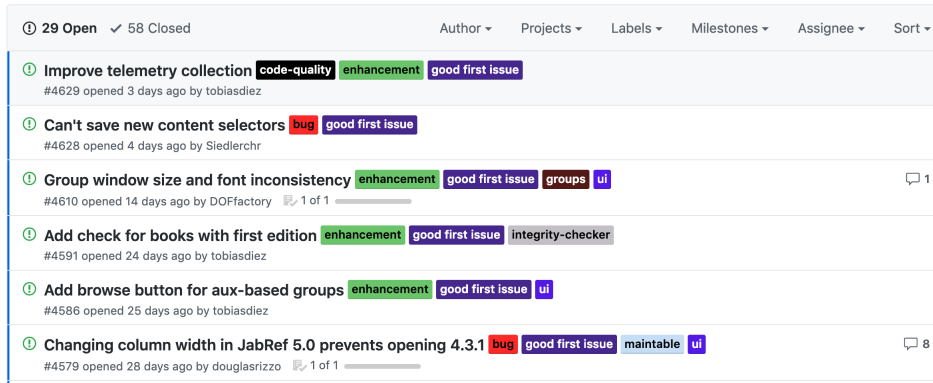 29 Open 58 Closed Author Projects Labels Milestones Assignee Sort
Improve telemetry collection code-quality enhancement good first issue
#4629 opened 3 days ago by tobiasdiez
Can't save new content selectors bug good first issue
#4628 opened 4 days ago by Siedlerchr
Group window size and font inconsistency enhancement good first issue groups ui 1
#4610 opened 14 days ago by DOFfactory 1 of 1
Add check for books with first edition enhancement good first issue integrity-checker
#4591 opened 24 days ago by tobiasdiez
Add browse button for aux-based groups enhancement good first issue ui
#4586 opened 25 days ago by tobiasdiez
Changing column width in JabRef 5.0 prevents opening 4.3.1 bug good first issue maintable ui 8
#4579 opened 28 days ago by douglasrizzo 1 of 1